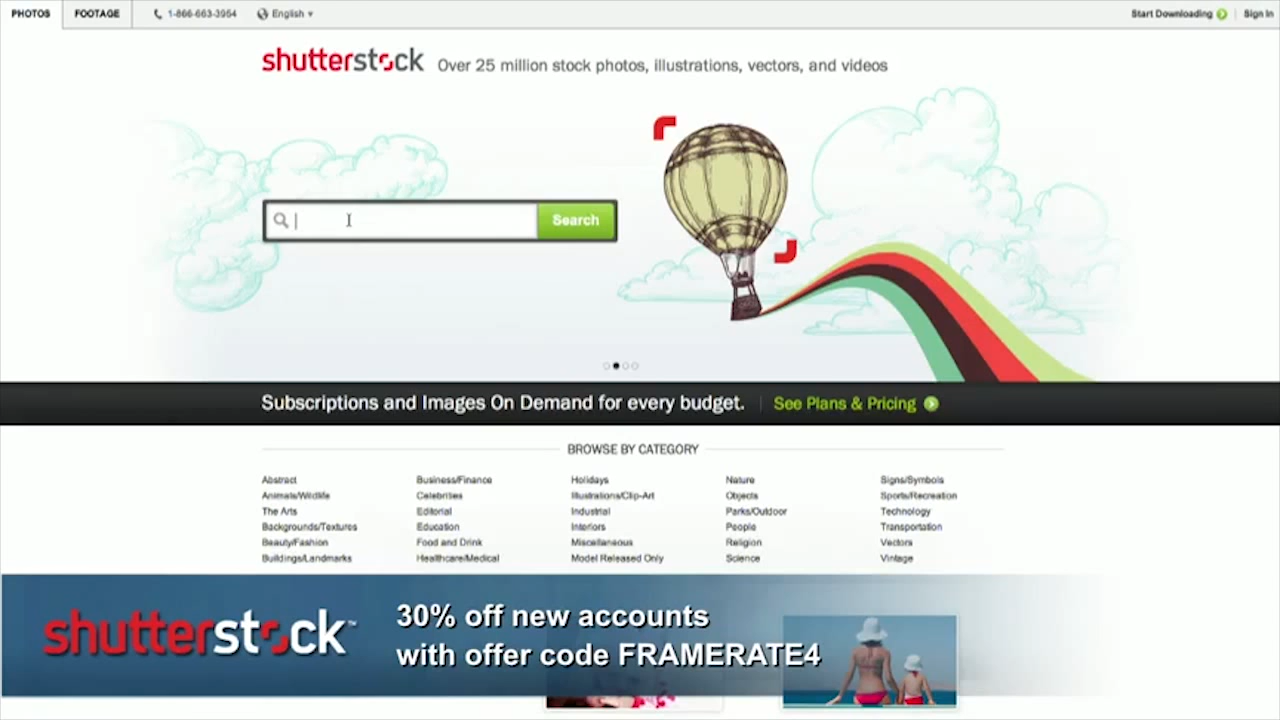 PHOTOS FOOTAGE 1-866-663-3954 English Start Downloading Sign In
shutterstock Over 25 million stock photos, illustrations, vectors, and videos
Search
Subscriptions and Images On Demand for every budget. See Plans & Pricing
BROWSE BY CATEGORY
Abstract Business/Finance Holidays Nature Signs/Symbols
Animals/Wildlife Celebrities Illustrations/Clip-Art Objects Sports/Recreation
The Arts Editorial Industrial Parks/Outdoor Technology
Backgrounds/Textures Education Interiors People Transportation
Beauty/Fashion Food and Drink Miscellaneous Religion Vectors
Buildings/Landmarks Healthcare/Medical Model Released Only Science Vintage
shutterstock™ 30% off new accounts
with offer code FRAMERATE4